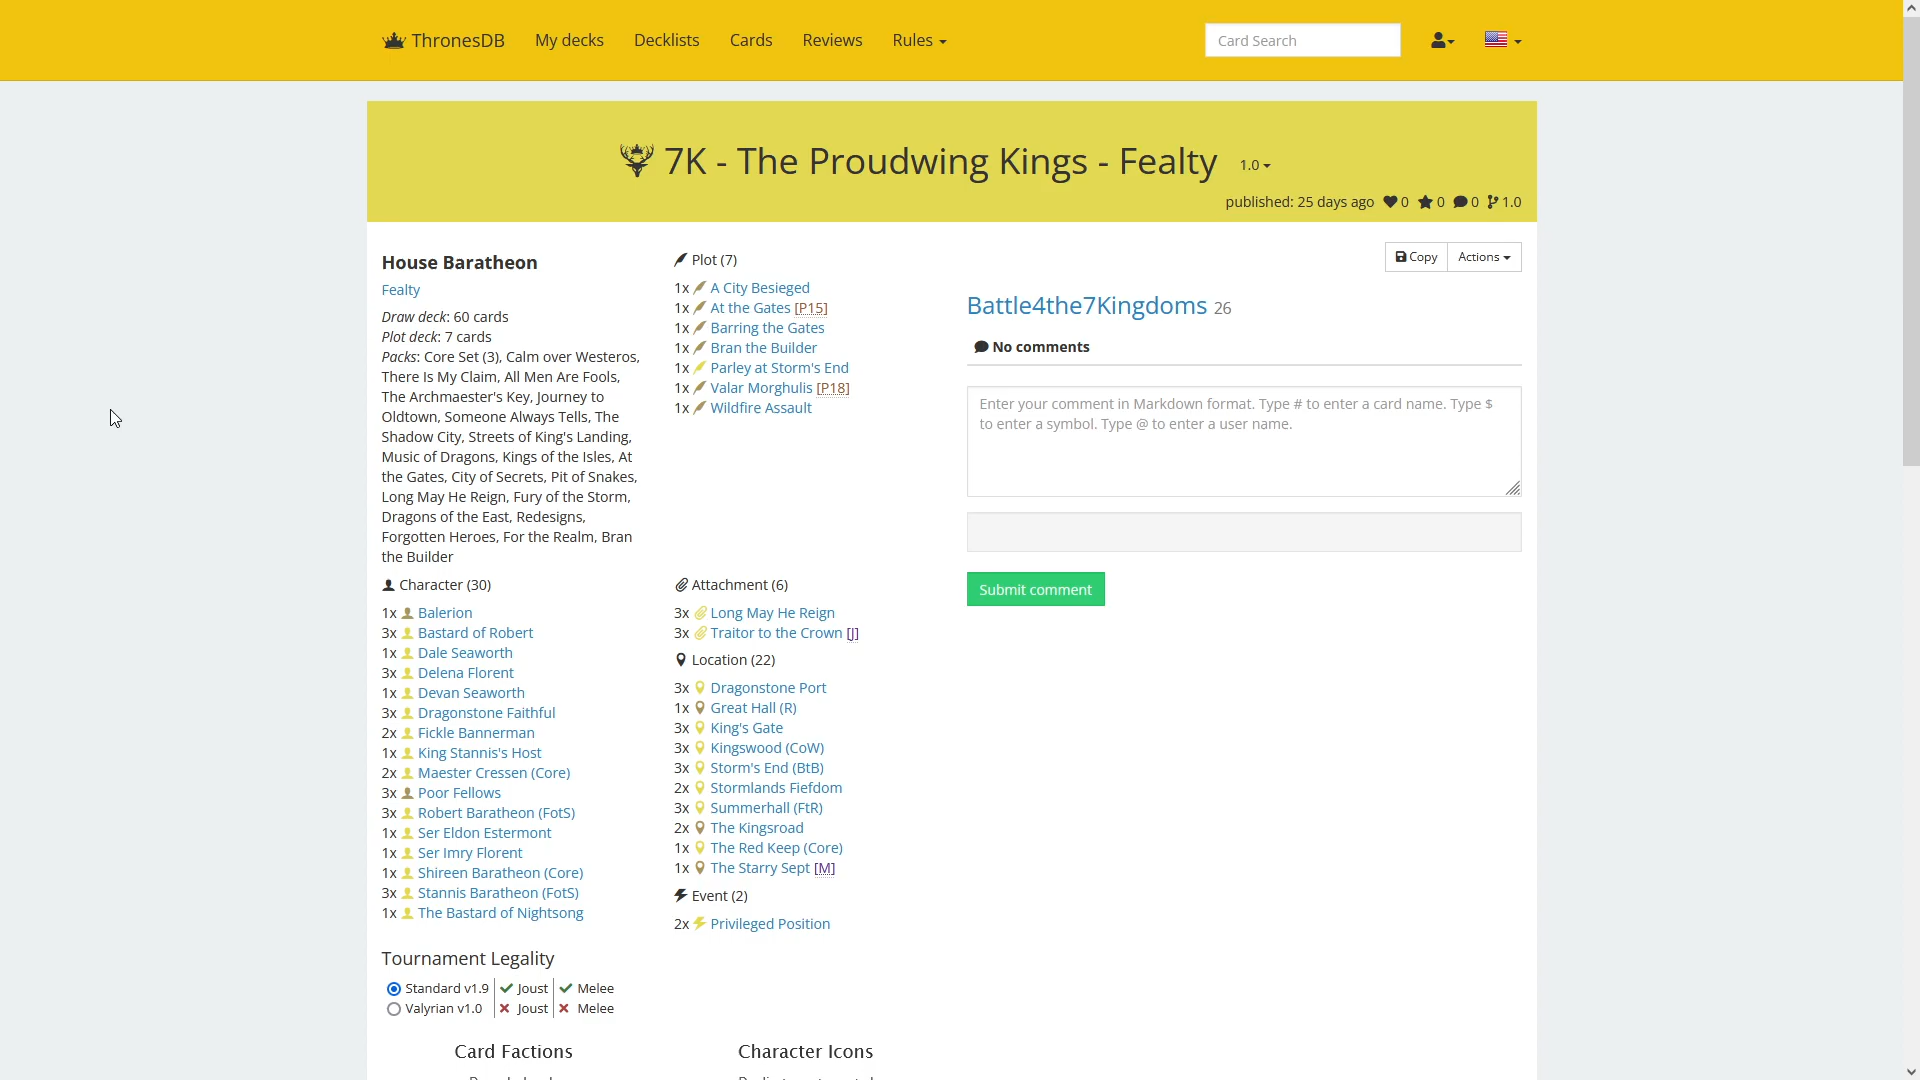 ThronesDB My decks Decklists Cards Reviews Rules Card Search
7K - The Proudwing Kings - Fealty 1.0
published: 25 days ago 0 0 0 1.0
House Baratheon
Fealty
Draw deck: 60 cards
Plot deck: 7 cards
Packs: Core Set (3), Calm over Westeros,
There Is My Claim, All Men Are Fools,
The Archmaester's Key, Journey to
Oldtown, Someone Always Tells, The
Shadow City, Streets of King's Landing,
Music of Dragons, Kings of the Isles, At
the Gates, City of Secrets, Pit of Snakes,
Long May He Reign, Fury of the Storm,
Dragons of the East, Redesigns,
Forgotten Heroes, For the Realm, Bran
the Builder
Plot (7)
1x A City Besieged
1x At the Gates [P15]
1x Barring the Gates
1x Bran the Builder
1x Parley at Storm's End
1x Valar Morghulis [P18]
1x Wildfire Assault
Character (30)
1x Balerion
3x Bastard of Robert
1x Dale Seaworth
3x Delena Florent
1x Devan Seaworth
3x Dragonstone Faithful
2x Fickle Bannerman
1x King Stannis's Host
2x Maester Cressen (Core)
3x Poor Fellows
3x Robert Baratheon (FotS)
1x Ser Eldon Estermont
1x Ser Imry Florent
1x Shireen Baratheon (Core)
3x Stannis Baratheon (FotS)
1x The Bastard of Nightsong
Attachment (6)
3x Long May He Reign
3x Traitor to the Crown [J]
Location (22)
3x Dragonstone Port
1x Great Hall (R)
3x King's Gate
3x Kingswood (CoW)
3x Storm's End (BtB)
2x Stormlands Fiefdom
3x Summerhall (FtR)
2x The Kingsroad
1x The Red Keep (Core)
1x The Starry Sept [M]
Event (2)
2x Privileged Position
Copy Actions
Battle4the7Kingdoms 26
No comments
Enter your comment in Markdown format. Type # to enter a card name. Type $
to enter a symbol. Type @ to enter a user name.
Submit comment
Tournament Legality
Standard v1.9 Joust Melee
Valyrian v1.0 Joust Melee
Card Factions
Character Icons